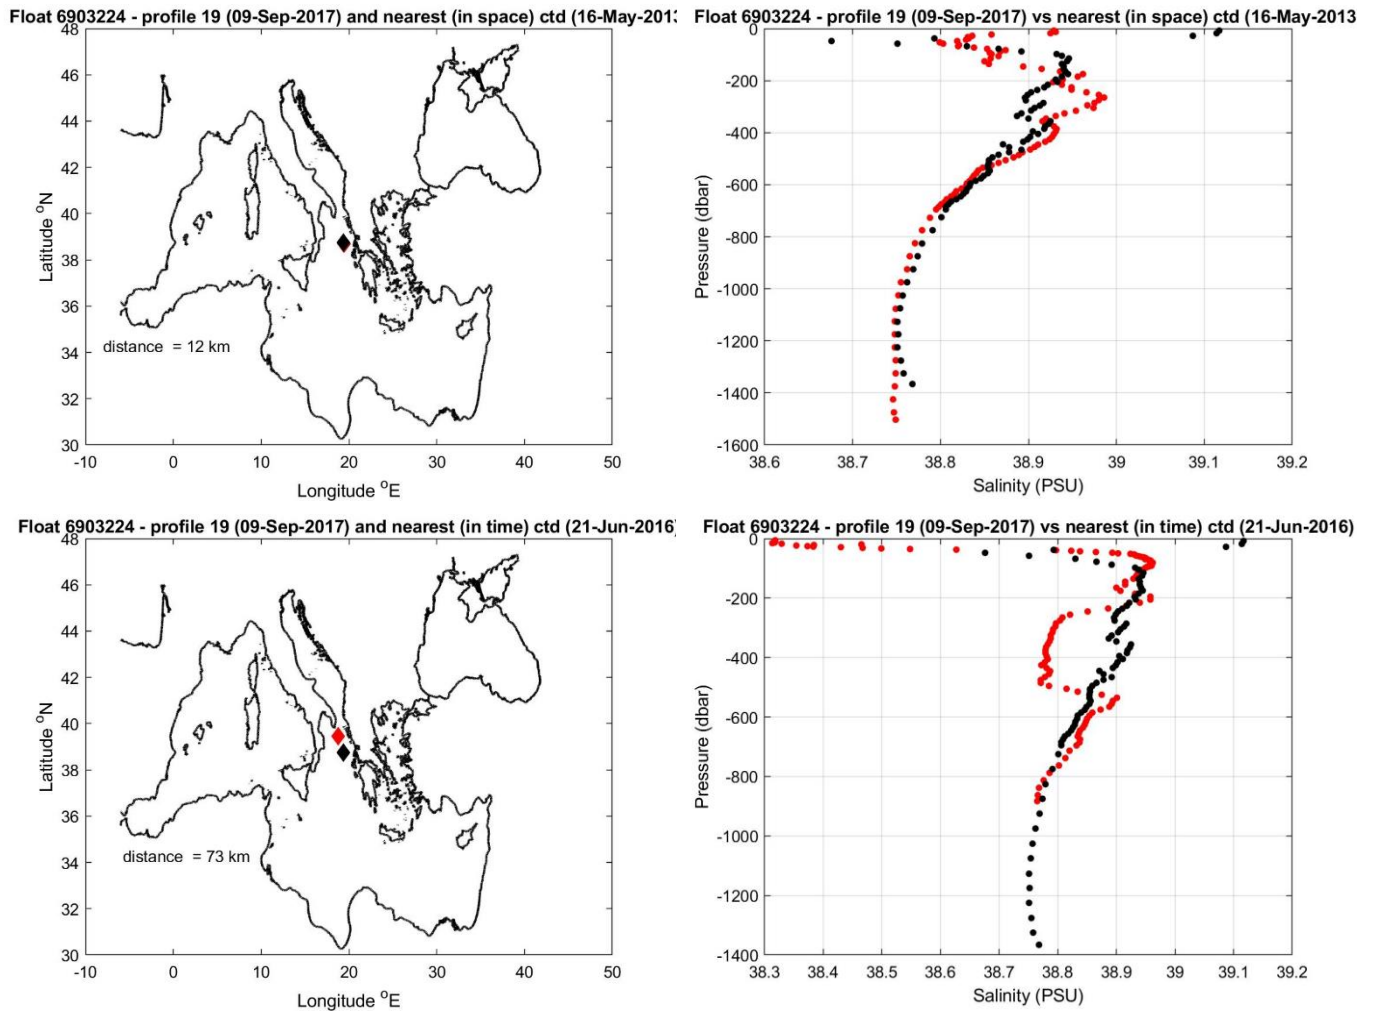 Float 6903224 - profile 19 (09-Sep-2017) and nearest (in space) ctd (16-May-2013
48
46
44
42
40
38
36
34
32
30
Latitude °N
distance = 12 km
-10 0 10 20 30 40 50
Longitude °E
Float 6903224 - profile 19 (09-Sep-2017) vs nearest (in space) ctd (16-May-2013
0
-200
-400
-600
-800
-1000
-1200
-1400
-1600
Pressure (dbar)
38.6 38.7 38.8 38.9 39 39.1 39.2
Salinity (PSU)
Float 6903224 - profile 19 (09-Sep-2017) and nearest (in time) ctd (21-Jun-2016)
48
46
44
42
40
38
36
34
32
30
Latitude °N
distance = 73 km
-10 0 10 20 30 40 50
Longitude °E
Float 6903224 - profile 19 (09-Sep-2017) vs nearest (in time) ctd (21-Jun-2016)
0
-200
-400
-600
-800
-1000
-1200
-1400
Pressure (dbar)
38.3 38.4 38.5 38.6 38.7 38.8 38.9 39 39.1 39.2
Salinity (PSU)